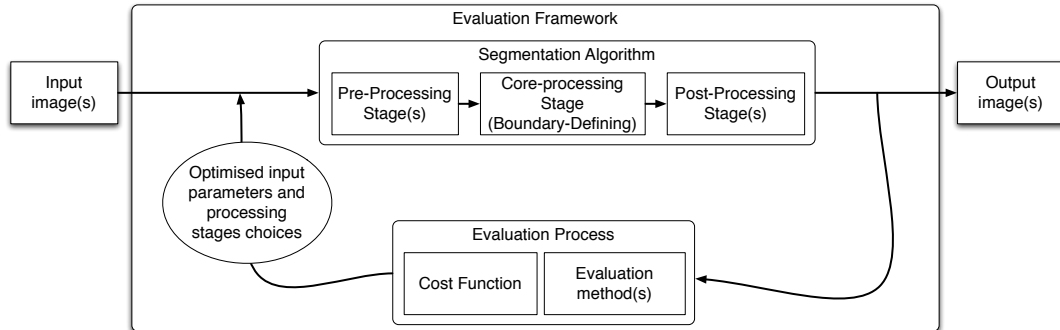 Evaluation Framework
Segmentation Algorithm
Input
image(s)
Pre-Processing
Stage(s)
Core-processing
Stage
(Boundary-Defining)
Post-Processing
Stage(s)
Output
image(s)
Optimised input
parameters and
processing
stages choices
Evaluation Process
Cost Function
Evaluation
method(s)